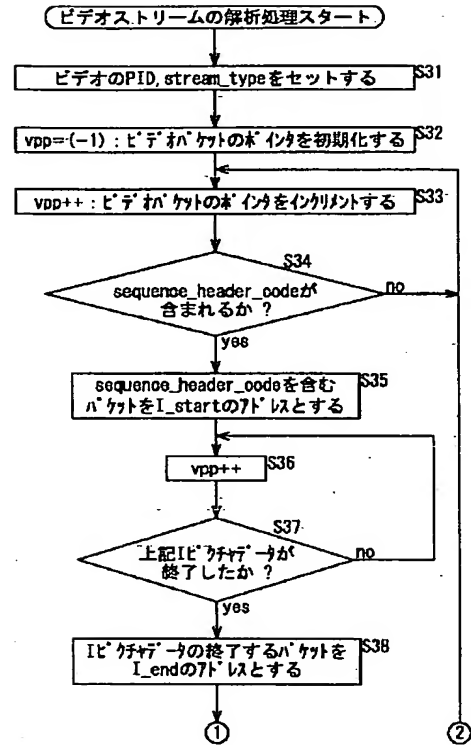 ビデオストリームの解析処理スタート
ビデオのPID, stream_typeをセットする
S31
vpp=(-1) : ビデオパケットのポインタを初期化する
S32
vpp++ : ビデオパケットのポインタをインクリメントする
S33
S34
sequence_header_codeが
含まれるか ?
no
yes
S35
sequence_header_codeを含む
パケットをI_startのアドレスとする
vpp++
S36
S37
上記Iピクチャデータが
終了したか ?
no
yes
Iピクチャデータの終了するパケットを
I_endのアドレスとする
S38
①
②